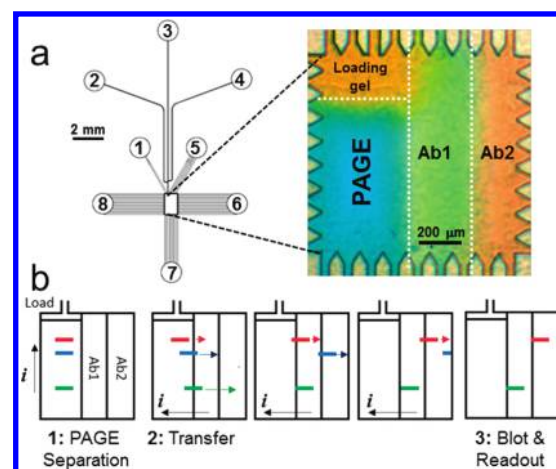 a
3
2
4
2 mm
1
5
8
6
7
Loading
gel
PAGE
Ab1
Ab2
200 μm
b
Load
i
Ab1
Ab2
i
i
i
1: PAGE
Separation
2: Transfer
3: Blot &
Readout